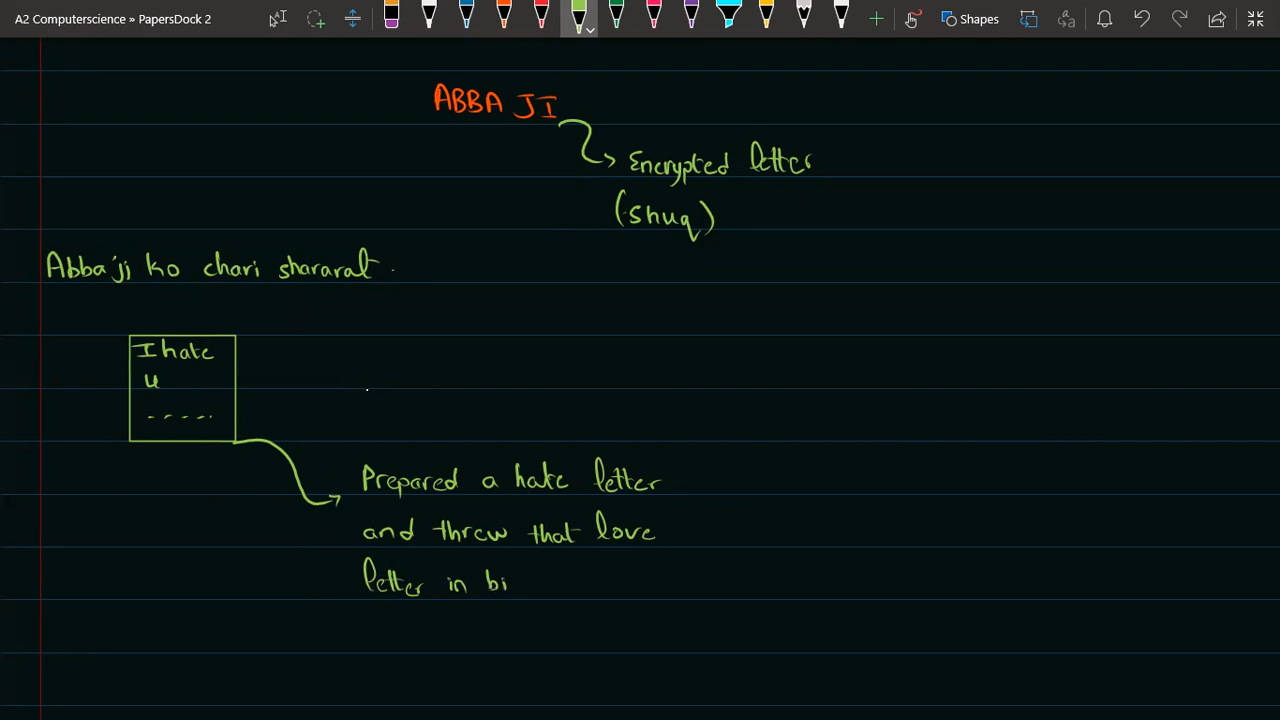 A2 Computerscience » PapersDock 2
Shapes
ABBA JI
Encrypted letter
(shuq)
Abba'ji ko chari shararat.
I hate
u
-----
Prepared a hate letter
and threw that love
letter in bi